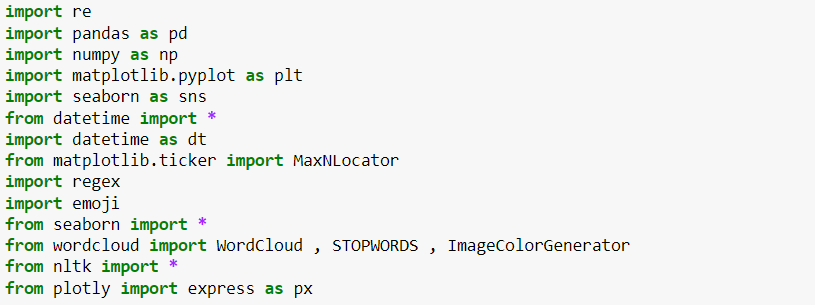 import re
import pandas as pd
import numpy as np
import matplotlib.pyplot as plt
import seaborn as sns
from datetime import *
import datetime as dt
from matplotlib.ticker import MaxNLocator
import regex
import emoji
from seaborn import *
from wordcloud import WordCloud , STOPWORDS , ImageColorGenerator
from nltk import *
from plotly import express as px